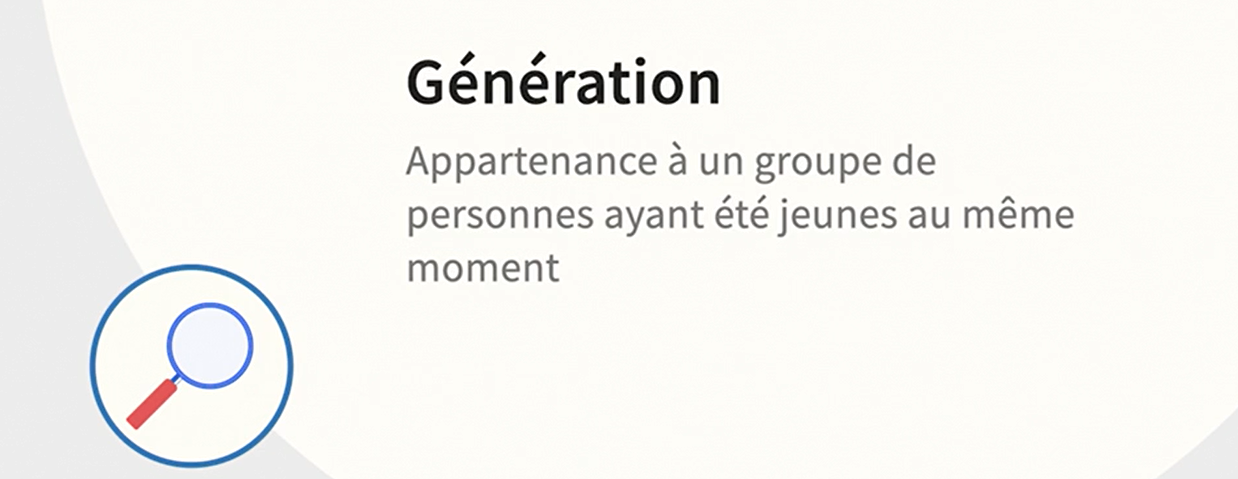 Génération
Appartenance à un groupe de
personnes ayant été jeunes au même
moment